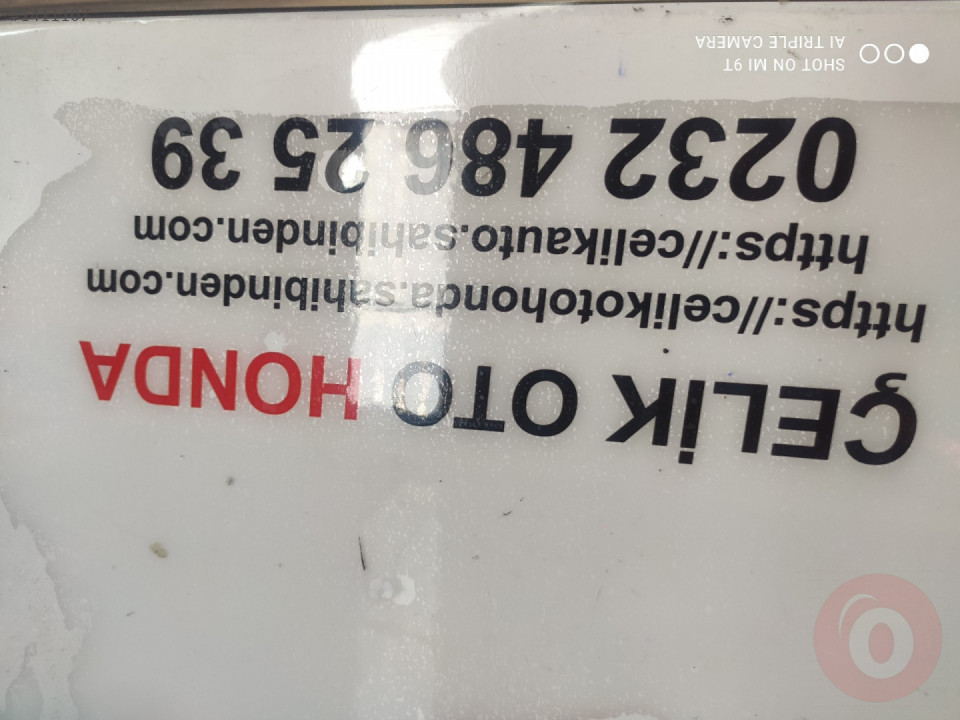 ÇELİK OTO HONDA
https://celikotohonda.sahibinden.com
https://celikauto.sahibinden.com
0232 486 25 39
SHOT ON MI 9T
AI TRIPLE CAMERA